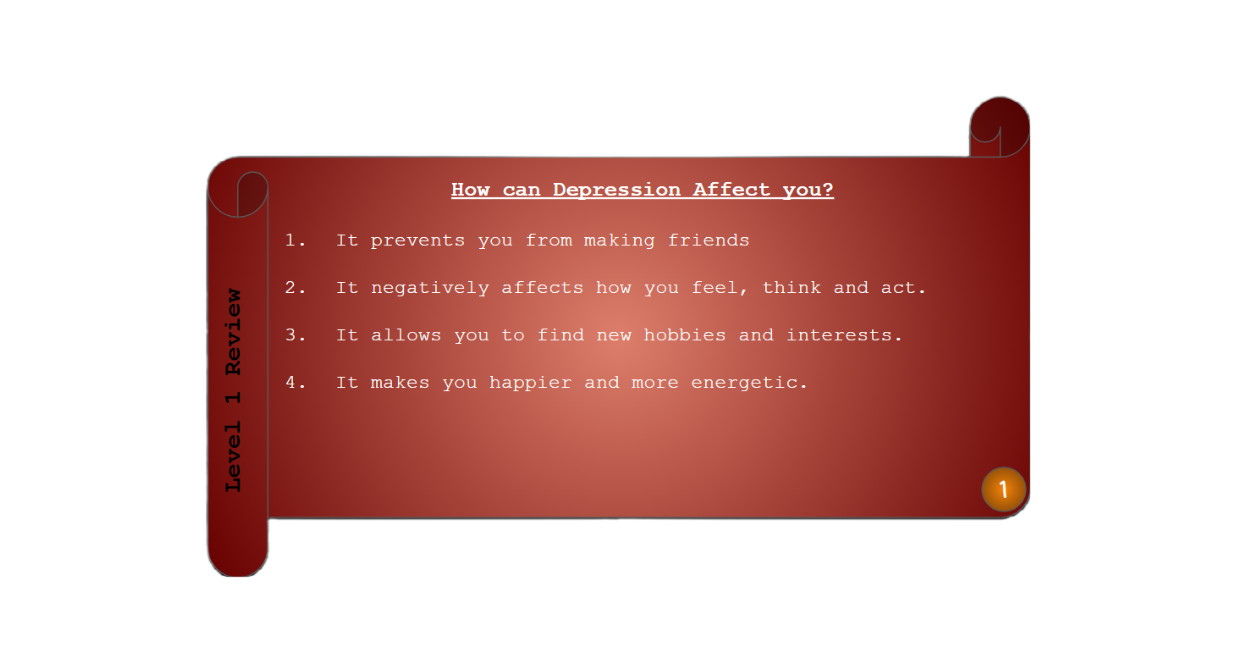 How can Depression Affect you?
1. It prevents you from making friends
2. It negatively affects how you feel, think and act.
3. It allows you to find new hobbies and interests.
4. It makes you happier and more energetic.
Level 1 Review
1